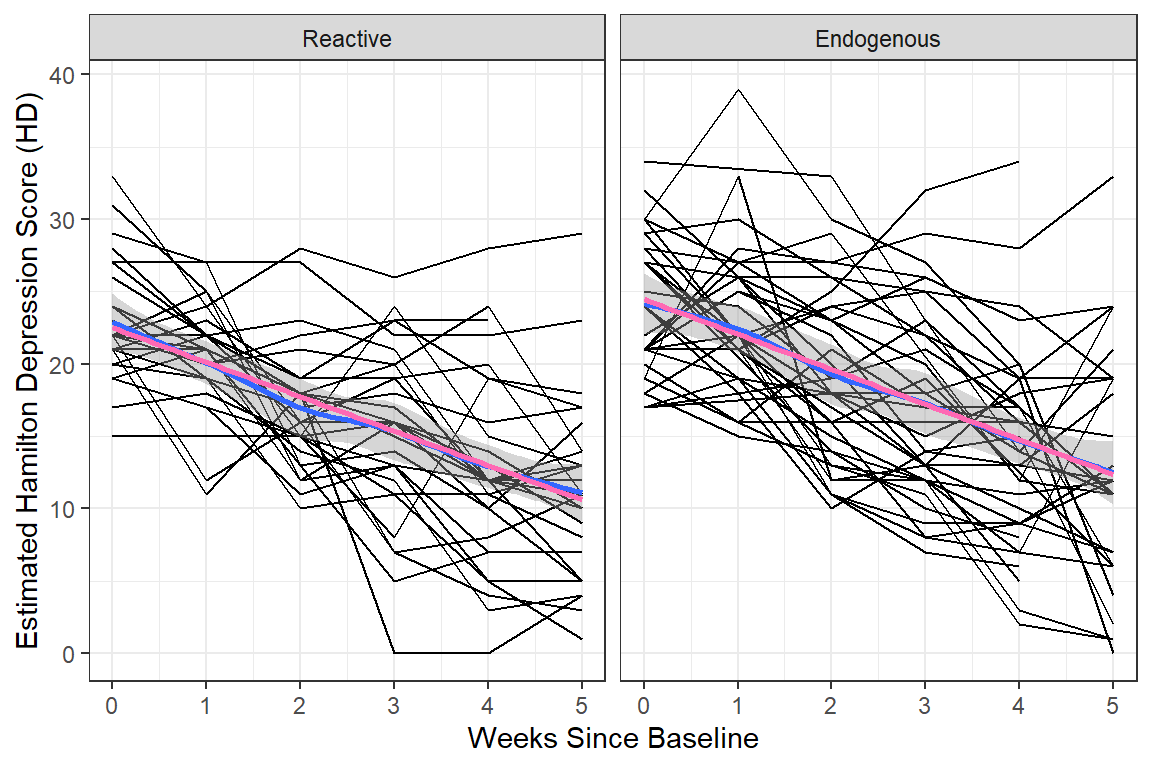 Reactive
Endogenous
Estimated Hamilton Depression Score (HD)
40
30
20
10
0
0 1 2 3 4 5
0 1 2 3 4 5
Weeks Since Baseline